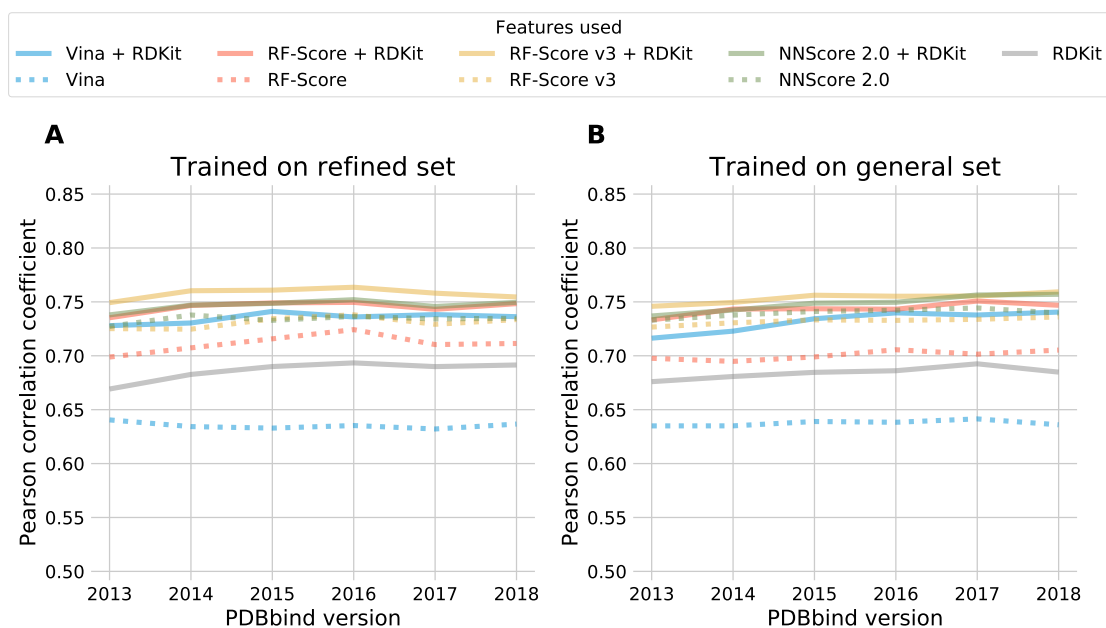 Features used
Vina + RDKit RF-Score + RDKit RF-Score v3 + RDKit NNScore 2.0 + RDKit RDKit
Vina RF-Score RF-Score v3 NNScore 2.0
A B
Trained on refined set Trained on general set
Pearson correlation coefficient
0.85
0.80
0.75
0.70
0.65
0.60
0.55
0.50
2013 2014 2015 2016 2017 2018
PDBbind version
Pearson correlation coefficient
0.85
0.80
0.75
0.70
0.65
0.60
0.55
0.50
2013 2014 2015 2016 2017 2018
PDBbind version